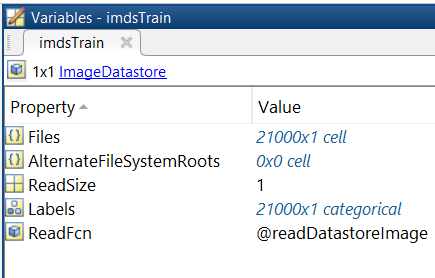 Variables - imdsTrain
imdsTrain
1x1 ImageDatastore
Property Value
Files 21000x1 cell
AlternateFileSystemRoots 0x0 cell
ReadSize 1
Labels 21000x1 categorical
ReadFcn @readDatastoreImage